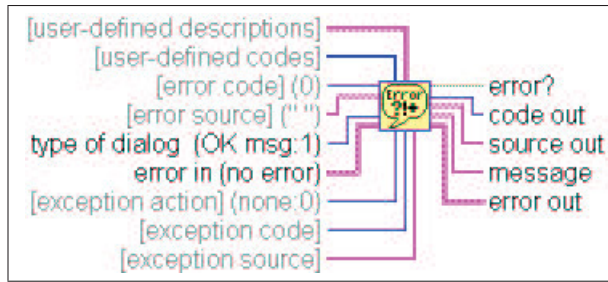 [user-defined descriptions]
[user-defined codes]
[error code] (0)
[error source] (" ")
type of dialog (OK msg:1)
error in (no error)
[exception action] (none:0)
[exception code]
[exception source]
Error
?!+
error?
code out
source out
message
error out